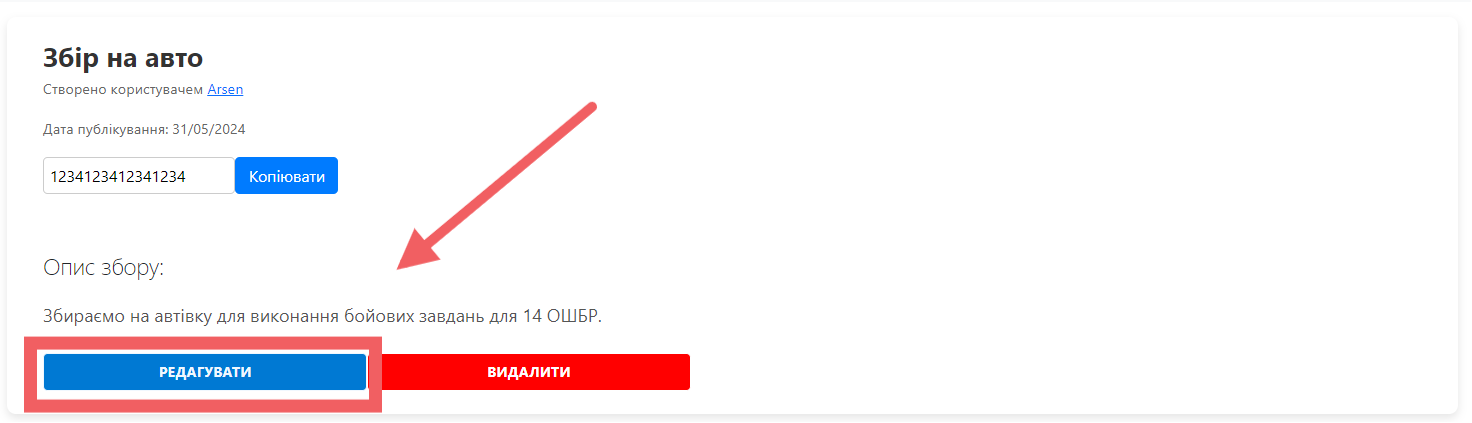 Збір на авто
Створено користувачем Arsen
Дата публікування: 31/05/2024
1234123412341234 Копіювати
Опис збору:
Збираємо на автівку для виконання бойових завдань для 14 ОШБР.
РЕДАГУВАТИ ВИДАЛИТИ